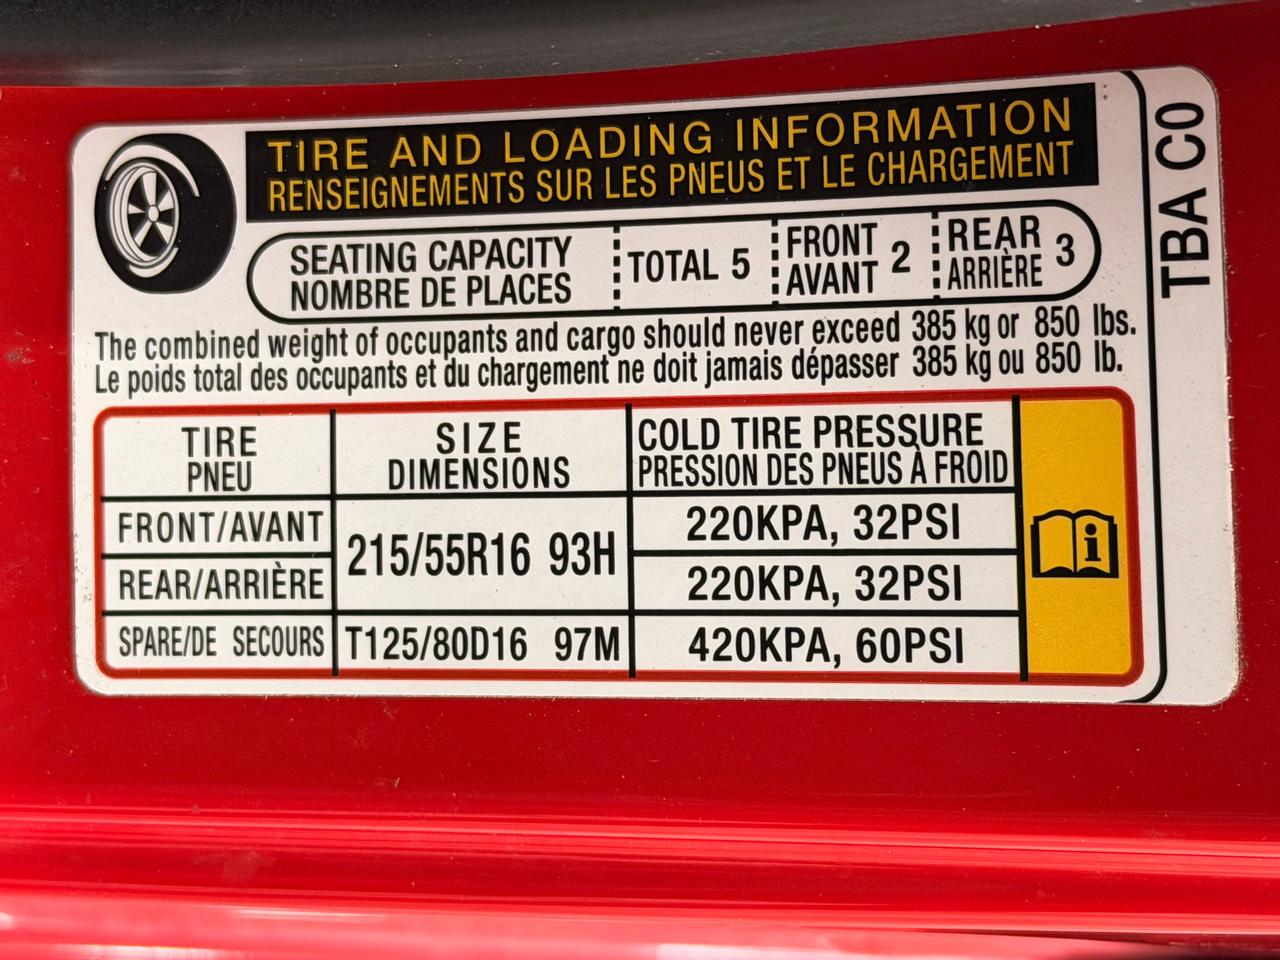 TIRE AND LOADING INFORMATION
RENSEIGNEMENTS SUR LES PNEUS ET LE CHARGEMENT
SEATING CAPACITY
NOMBRE DE PLACES
TOTAL 5
FRONT
AVANT
2
REAR
ARRIÈRE
3
The combined weight of occupants and cargo should never exceed 385 kg or 850 lbs.
Le poids total des occupants et du chargement ne doit jamais dépasser 385 kg ou 850 lb.
TIRE
PNEU
SIZE
DIMENSIONS
COLD TIRE PRESSURE
PRESSION DES PNEUS À FROID
FRONT/AVANT
215/55R16 93H
220KPA, 32PSI
REAR/ARRIÈRE
220KPA, 32PSI
SPARE/DE SECOURS
T125/80D16 97M
420KPA, 60PSI
i
TBA C0